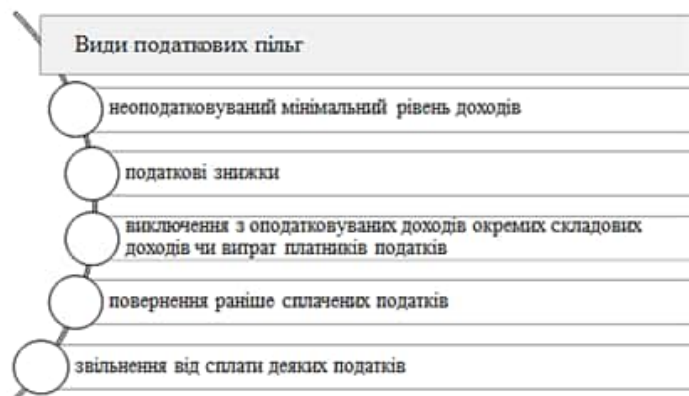 Види податкових пільг
неоподатковуваний мінімальний рівень доходів
податкові знижки
виключення з оподатковуваних доходів окремих складових
доходів чи витрат платників податків
повернення раніше сплачених податків
звільнення від сплати деяких податків